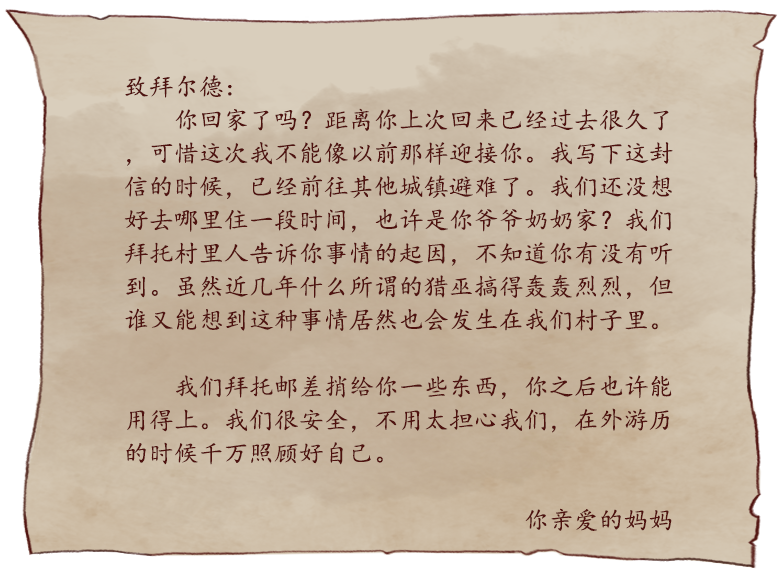 致拜尔德：
你回家了吗？距离你上次回来已经过去很久了
，可惜这次我不能像以前那样迎接你。我写下这封
信的时候，已经前往其他城镇避难了。我们还没想
好去哪里住一段时间，也许是你爷爷奶奶家？我们
拜托村里人告诉你事情的起因，不知道你有没有听
到。虽然近几年什么所谓的猎巫搞得轰轰烈烈，但
谁又能想到这种事情居然也会发生在我们村子里。
我们拜托邮差捎给你一些东西，你之后也许能
用得上。我们很安全，不用太担心我们，在外游历
的时候千万照顾好自己。
你亲爱的妈妈